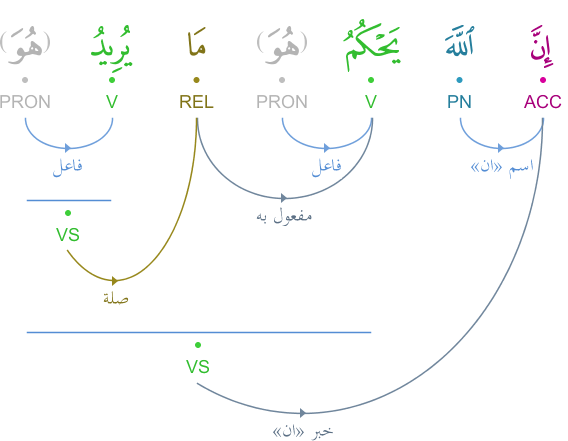 إِنَّ ٱللَّهَ يَحْكُمُ (هُوَ) مَا يُرِيدُ (هُوَ)
ACC PN V PRON REL V PRON
اسم «ان» فاعل فاعل
مفعول به
VS
صلة
VS
خبر «ان»